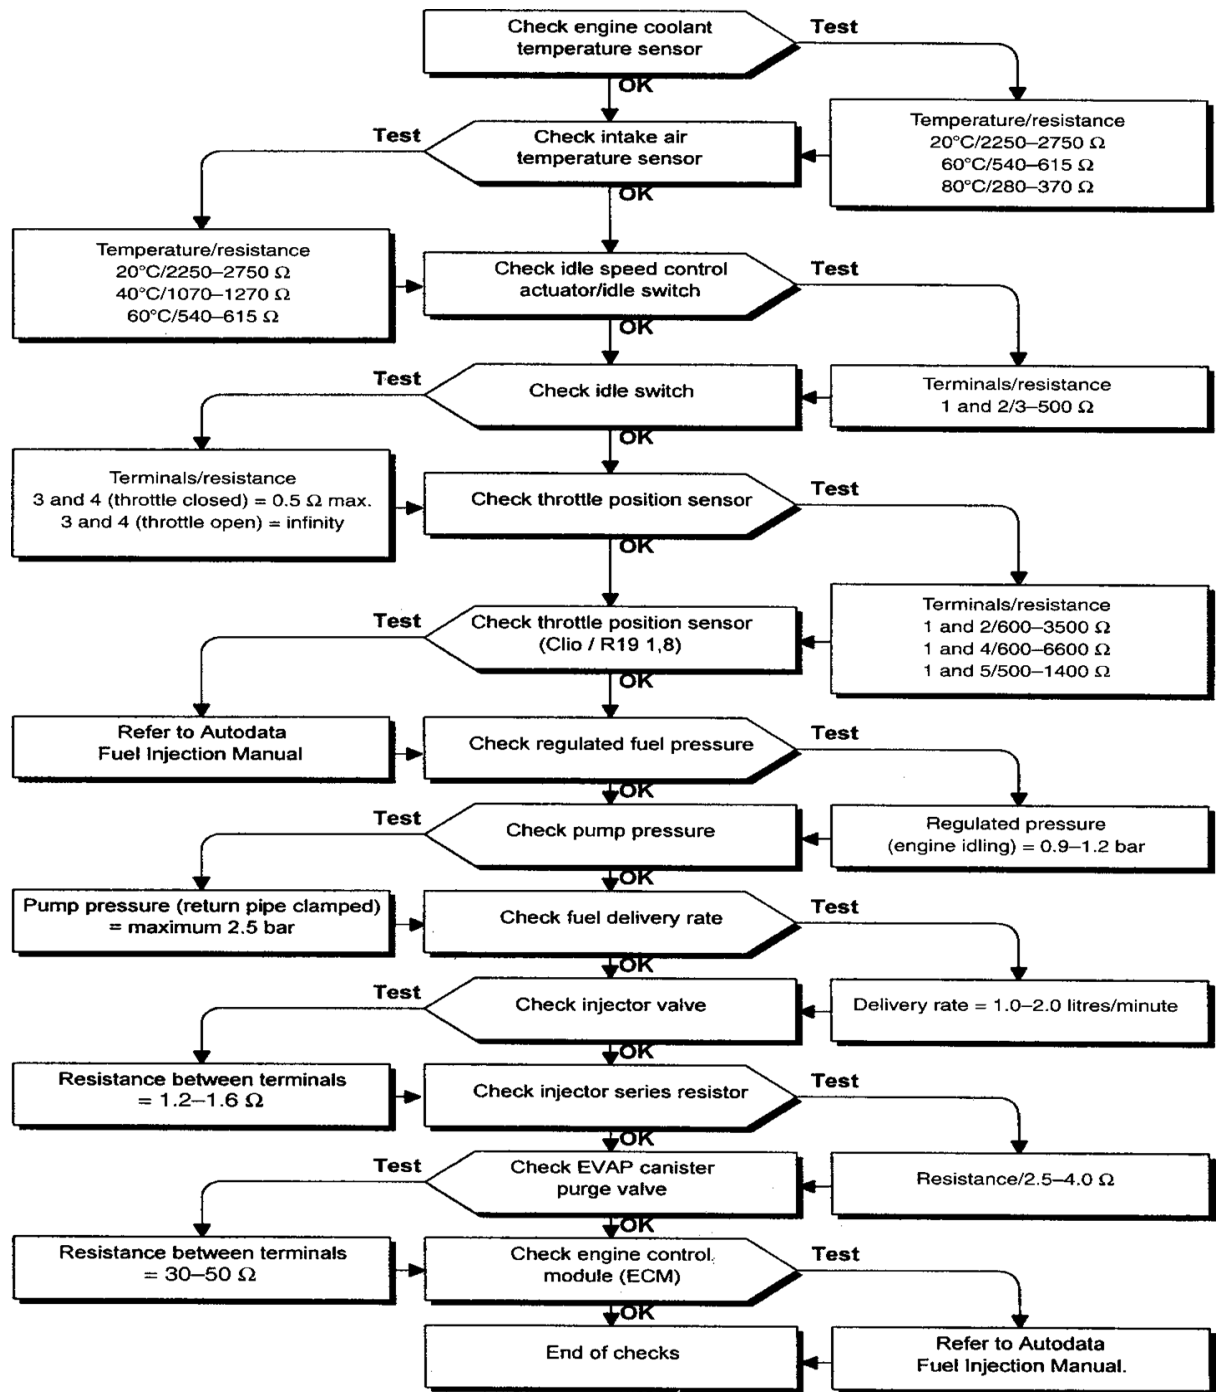 Check engine coolant
temperature sensor
Test
OK
Temperature/resistance
20°C/2250–2750 Ω
60°C/540–615 Ω
80°C/280–370 Ω
Test
Check intake air
temperature sensor
OK
Temperature/resistance
20°C/2250–2750 Ω
40°C/1070–1270 Ω
60°C/540–615 Ω
Check idle speed control
actuator/idle switch
Test
OK
Terminals/resistance
1 and 2/3–500 Ω
Test
Check idle switch
OK
Terminals/resistance
3 and 4 (throttle closed) = 0.5 Ω max.
3 and 4 (throttle open) = infinity
Check throttle position sensor
Test
OK
Terminals/resistance
1 and 2/600–3500 Ω
1 and 4/600–6600 Ω
1 and 5/500–1400 Ω
Test
Check throttle position sensor
(Clio / R19 1,8)
OK
Refer to Autodata
Fuel Injection Manual
Check regulated fuel pressure
Test
OK
Regulated pressure
(engine idling) = 0.9–1.2 bar
Test
Check pump pressure
OK
Pump pressure (return pipe clamped)
= maximum 2.5 bar
Check fuel delivery rate
Test
OK
Delivery rate = 1.0–2.0 litres/minute
Test
Check injector valve
OK
Resistance between terminals
= 1.2–1.6 Ω
Check injector series resistor
Test
OK
Resistance/2.5–4.0 Ω
Test
Check EVAP canister
purge valve
OK
Resistance between terminals
= 30–50 Ω
Check engine control
module (ECM)
Test
OK
Refer to Autodata
Fuel Injection Manual.
End of checks